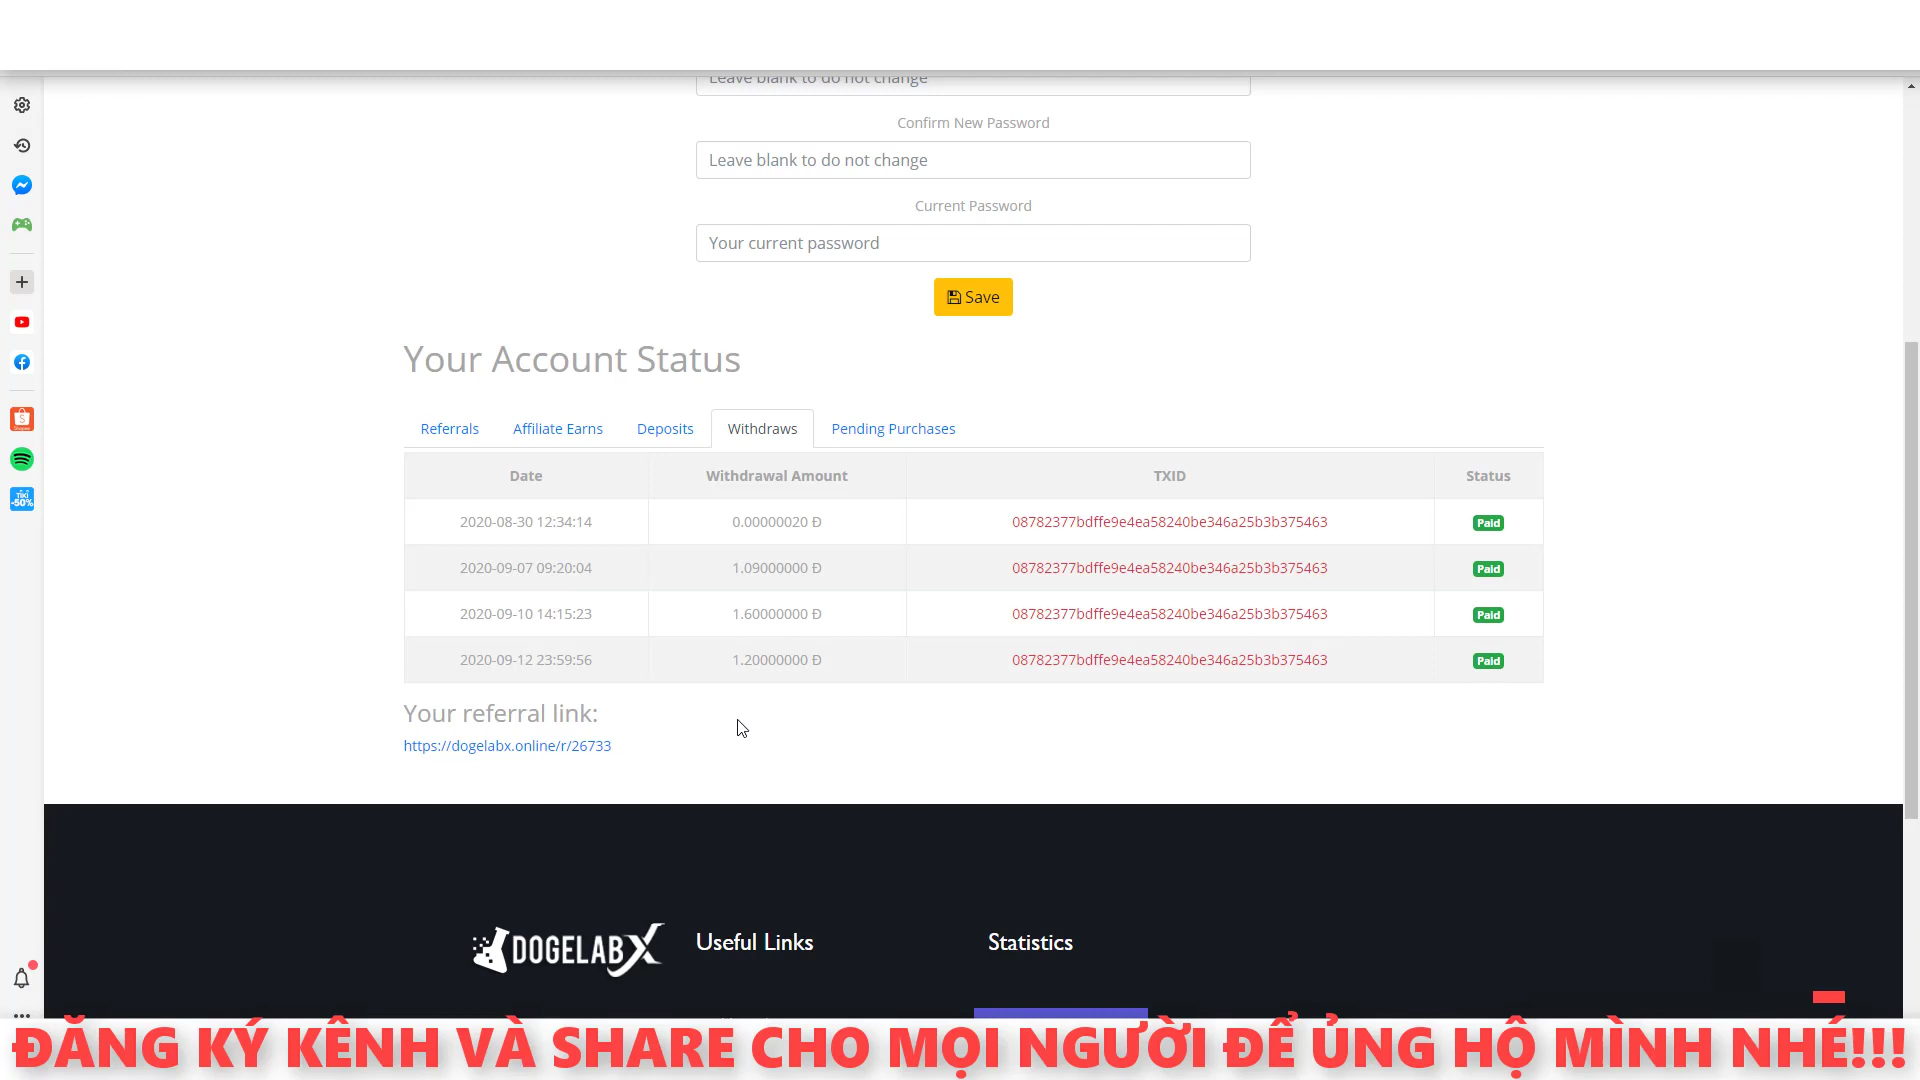 Leave blank to do not change
Confirm New Password
Leave blank to do not change
Current Password
Your current password
Save
Your Account Status
Referrals Affiliate Earns Deposits Withdraws Pending Purchases
Date Withdrawal Amount TXID Status
2020-08-30 12:34:14 0.00000020 Ð 08782377bdffe9e4ea58240be346a25b3b375463 Paid
2020-09-07 09:20:04 1.09000000 Ð 08782377bdffe9e4ea58240be346a25b3b375463 Paid
2020-09-10 14:15:23 1.60000000 Ð 08782377bdffe9e4ea58240be346a25b3b375463 Paid
2020-09-12 23:59:56 1.20000000 Ð 08782377bdffe9e4ea58240be346a25b3b375463 Paid
Your referral link:
https://dogelabx.online/r/26733
DOGELABX Useful Links Statistics
TIKI
-50%
ĐĂNG KÝ KÊNH VÀ SHARE CHO MỌI NGƯỜI ĐỂ ỦNG HỘ MÌNH NHÉ!!!